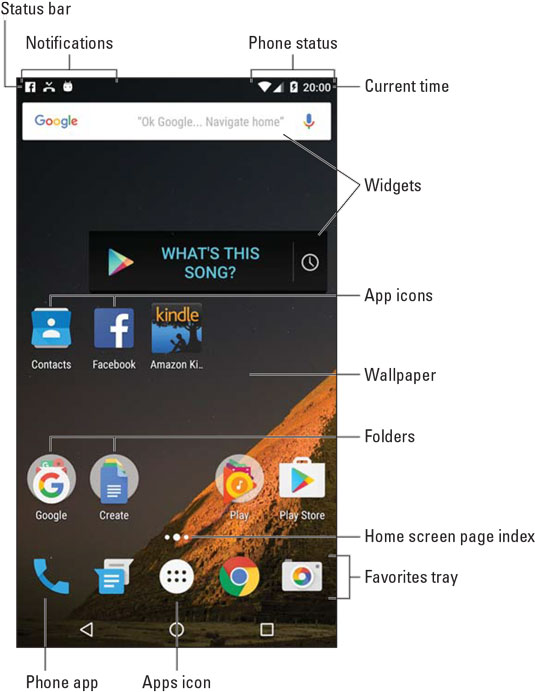 Status bar
Notifications
Phone status
20:00
Current time
Google
"Ok Google... Navigate home"
Widgets
WHAT'S THIS
SONG?
App icons
kindle
Contacts
Facebook
Amazon Ki..
Wallpaper
Folders
Google
Create
Play
Play Store
Home screen page index
Favorites tray
Phone app
Apps icon